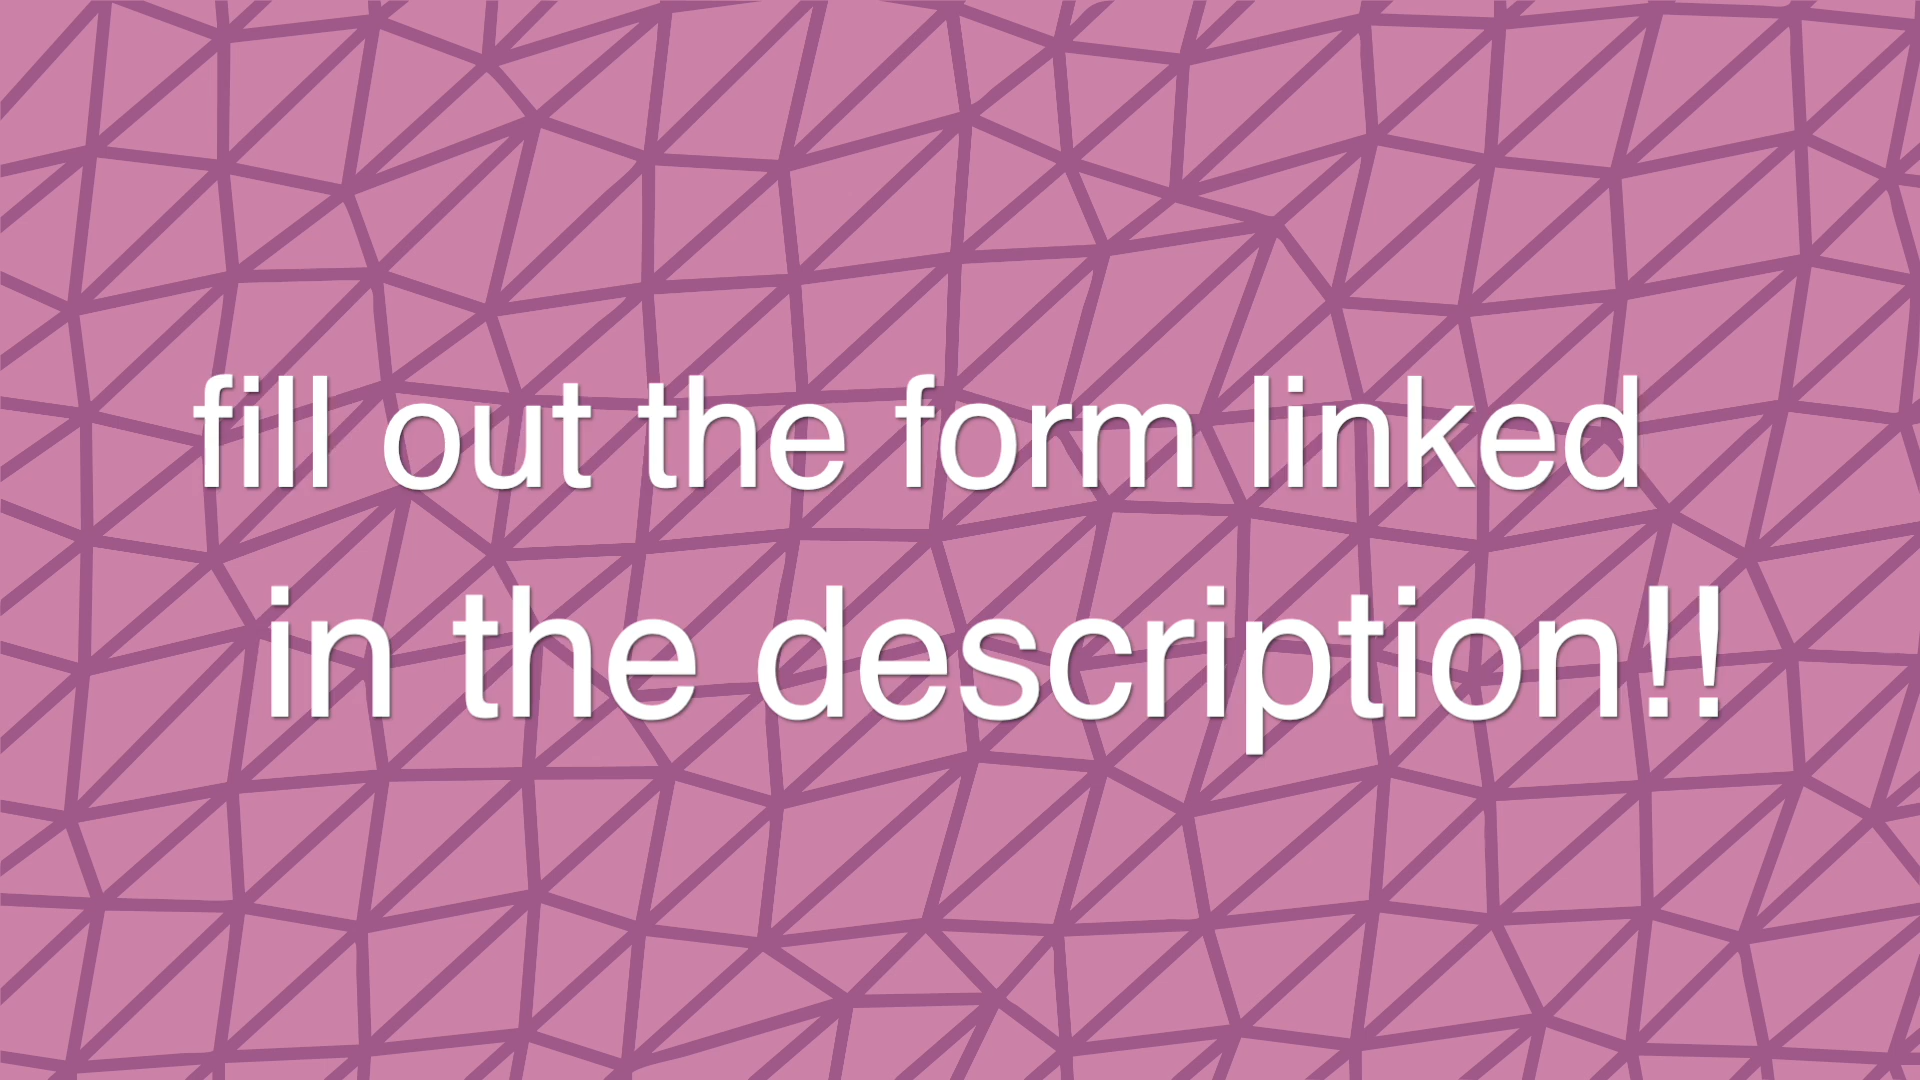 fill out the form linked
in the description!!